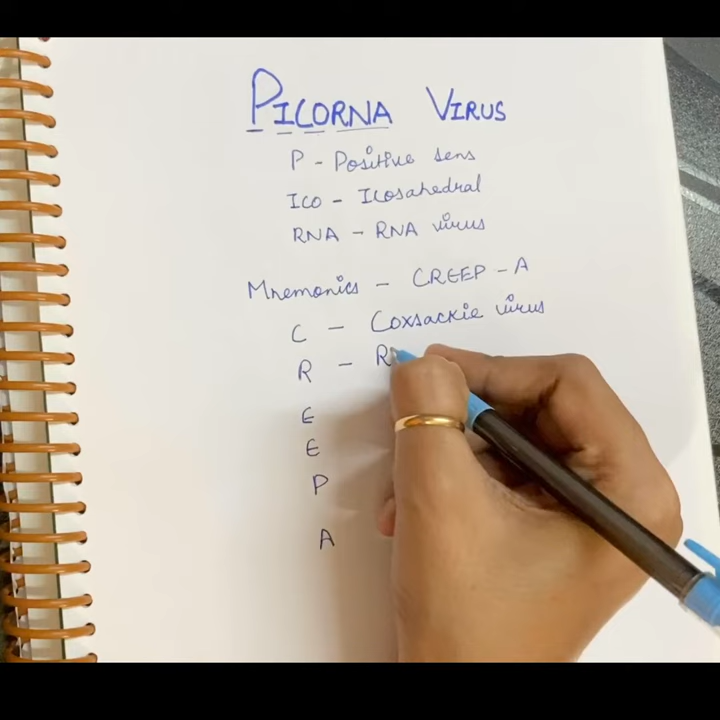 PICORNA VIRUS
P - Positive sens
ICO - Icosahedral
RNA - RNA virus
Mnemonics - CREEP - A
C - Coxsackie virus
R - R
E
E
P
A